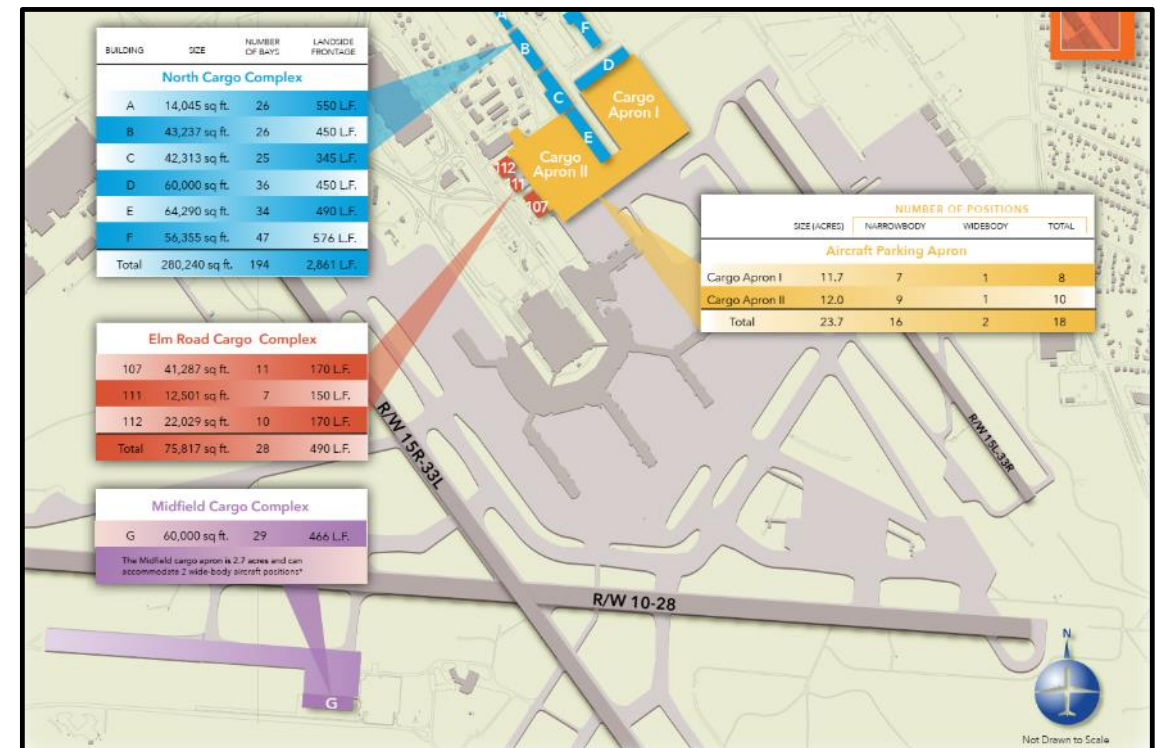 BUILDING SIZE NUMBER OF BAYS LANDSIDE FRONTAGE
North Cargo Complex
A 14,045 sq ft. 26 550 L.F.
B 43,237 sq ft. 26 450 L.F.
C 42,313 sq ft. 25 345 L.F.
D 60,000 sq ft. 36 450 L.F.
E 64,290 sq ft. 34 490 L.F.
F 56,355 sq ft. 47 576 L.F.
Total 280,240 sq ft. 194 2,861 L.F.
Elm Road Cargo Complex
107 41,287 sq ft. 11 170 L.F.
111 12,501 sq ft. 7 150 L.F.
112 22,029 sq ft. 10 170 L.F.
Total 75,817 sq ft. 28 490 L.F.
Midfield Cargo Complex
G 60,000 sq ft. 29 466 L.F.
The Midfield cargo apron is 2.7 acres and can
accommodate 2 wide-body aircraft positions*
A
B
F
D
C
E
Cargo
Apron I
Cargo
Apron II
112
111
107
NUMBER OF POSITIONS
SIZE (ACRES) NARROWBODY WIDEBODY TOTAL
Aircraft Parking Apron
Cargo Apron I 11.7 7 1 8
Cargo Apron II 12.0 9 1 10
Total 23.7 16 2 18
R/W 15R-33L
R/W 15L-33R
R/W 10-28
G
N
Not Drawn to Scale